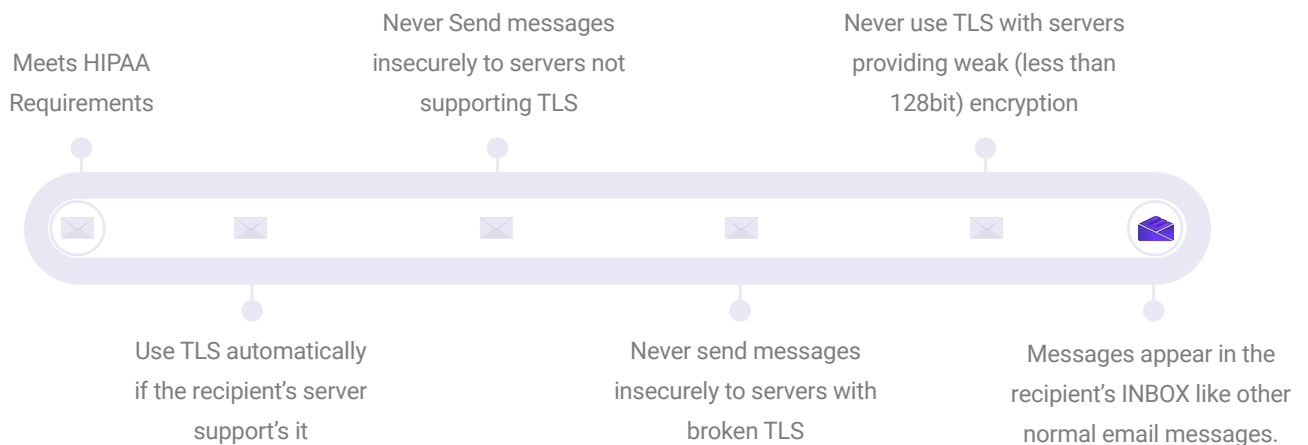 Meets HIPAA
Requirements
Use TLS automatically
if the recipient's server
support's it
Never Send messages
insecurely to servers not
supporting TLS
Never send messages
insecurely to servers with
broken TLS
Never use TLS with servers
providing weak (less than
128bit) encryption
Messages appear in the
recipient's INBOX like other
normal email messages.